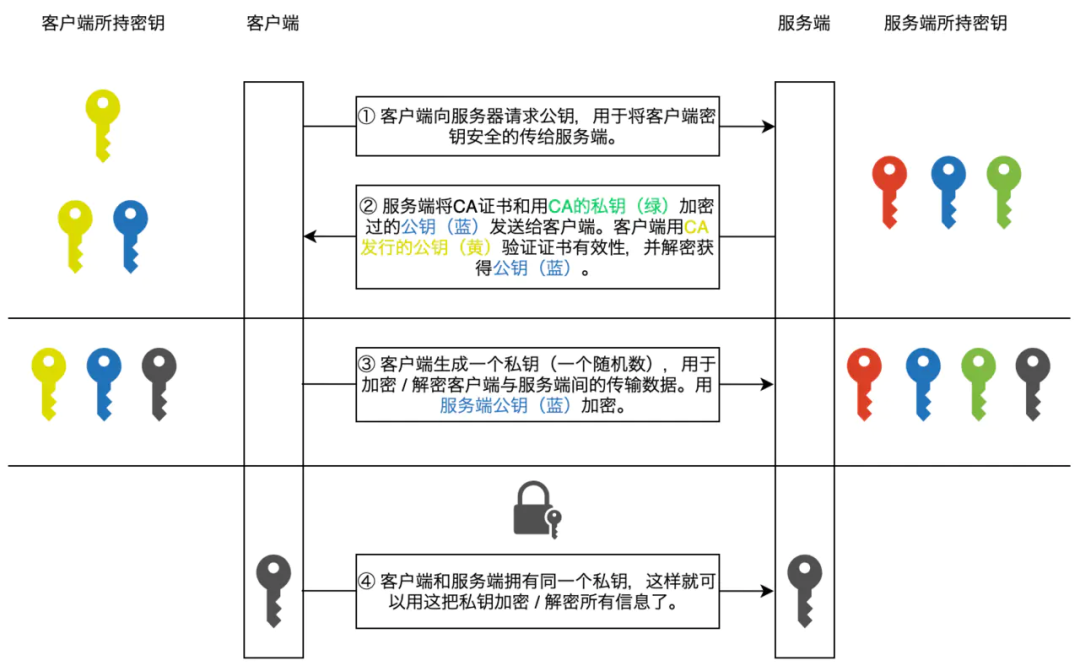 客户端所持密钥
客户端
服务端
服务端所持密钥
① 客户端向服务器请求公钥，用于将客户端密
钥安全的传给服务端。
② 服务端将CA证书和用CA的私钥（绿）加密
过的公钥（蓝）发送给客户端。客户端用CA
发行的公钥（黄）验证证书有效性，并解密获
得公钥（蓝）。
③ 客户端生成一个私钥（一个随机数），用于
加密 / 解密客户端与服务端间的传输数据。用
服务端公钥（蓝）加密。
④ 客户端和服务端拥有同一个私钥，这样就可
以用这把私钥加密 / 解密所有信息了。